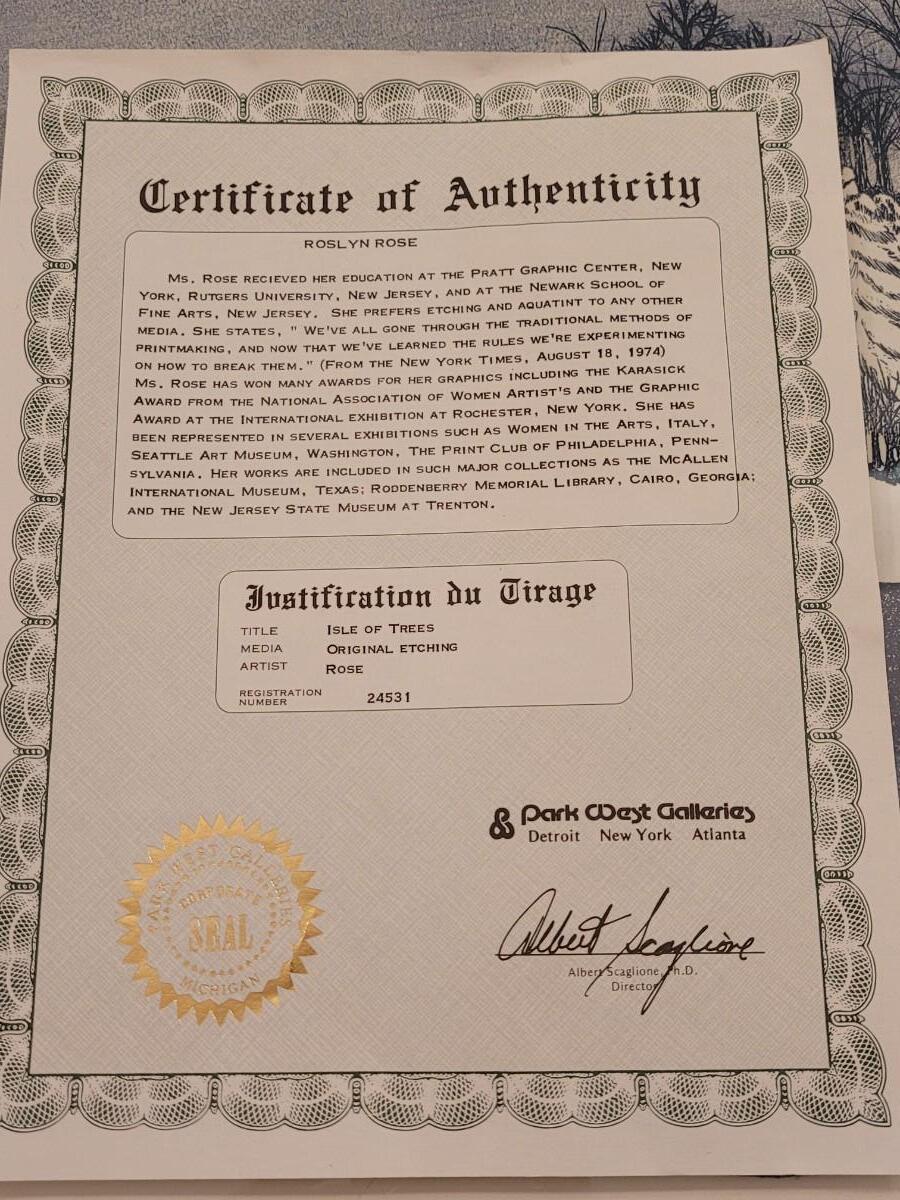 Certificate of Authenticity
ROSLYN ROSE
MS. ROSE RECIEVED HER EDUCATION AT THE PRATT GRAPHIC CENTER, NEW
YORK, RUTGERS UNIVERSITY, NEW JERSEY, AND AT THE NEWARK SCHOOL OF
FINE ARTS, NEW JERSEY. SHE PREFERS ETCHING AND AQUATINT TO ANY OTHER
MEDIA. SHE STATES, " WE'VE ALL GONE THROUGH THE TRADITIONAL METHODS OF
PRINTMAKING, AND NOW THAT WE'VE LEARNED THE RULES WE'RE EXPERIMENTING
ON HOW TO BREAK THEM." (FROM THE NEW YORK TIMES, AUGUST 18, 1974)
MS. ROSE HAS WON MANY AWARDS FOR HER GRAPHICS INCLUDING THE KARASICK
AWARD FROM THE NATIONAL ASSOCIATION OF WOMEN ARTIST'S AND THE GRAPHIC
AWARD AT THE INTERNATIONAL EXHIBITION AT ROCHESTER, NEW YORK. SHE HAS
BEEN REPRESENTED IN SEVERAL EXHIBITIONS SUCH AS WOMEN IN THE ARTS, ITALY,
SEATTLE ART MUSEUM, WASHINGTON, THE PRINT CLUB OF PHILADELPHIA, PENN-
SYLVANIA. HER WORKS ARE INCLUDED IN SUCH MAJOR COLLECTIONS AS THE MCALLEN
INTERNATIONAL MUSEUM, TEXAS; RODDENBERRY MEMORIAL LIBRARY, CAIRO, GEORGIA;
AND THE NEW JERSEY STATE MUSEUM AT TRENTON.
Justification du Tirage
TITLE ISLE OF TREES
MEDIA ORIGINAL ETCHING
ARTIST ROSE
REGISTRATION
NUMBER 24531
Park West Galleries
Detroit New York Atlanta
PARK WEST GALLERIES
CORPORATE
SEAL
MICHIGAN
Albert Scaglione
Albert Scaglione, Ph.D.
Director